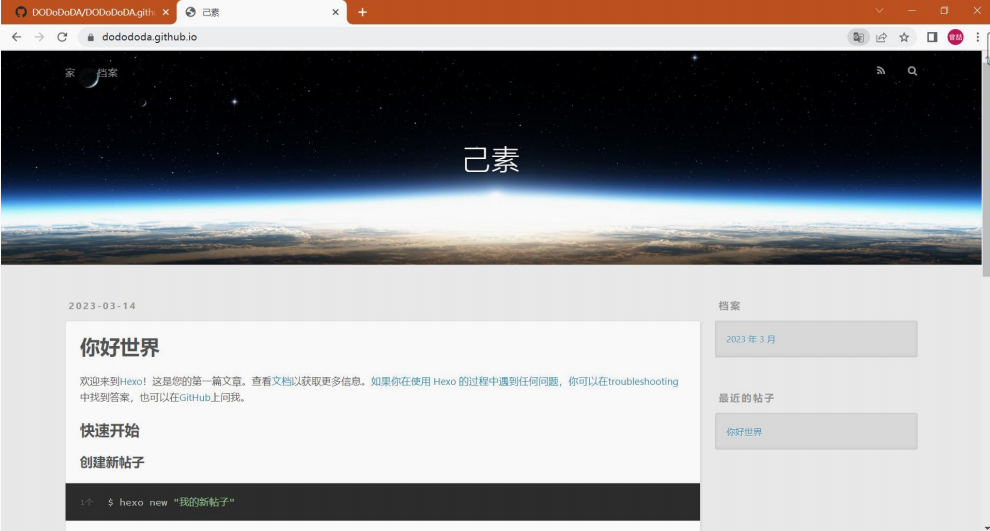 DODoDoDA/DODoDoDA.gith
己素
dodododa.github.io
曾喆
家
档案
己素
2023-03-14
你好世界
欢迎来到Hexo！这是您的第一篇文章。查看文档以获取更多信息。如果你在使用 Hexo 的过程中遇到任何问题，你可以在troubleshooting
中找到答案，也可以在GitHub上问我。
快速开始
创建新帖子
1个 $ hexo new "我的新帖子"
档案
2023 年 3 月
最近的帖子
你好世界